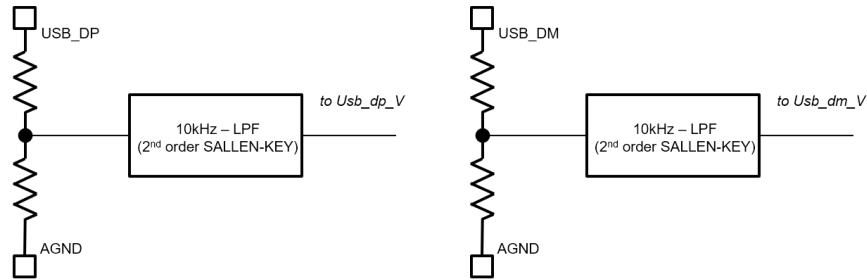 USB_DP
to Usb_dp_V
10kHz – LPF
(2nd order SALLEN-KEY)
AGND
USB_DM
to Usb_dm_V
10kHz – LPF
(2nd order SALLEN-KEY)
AGND